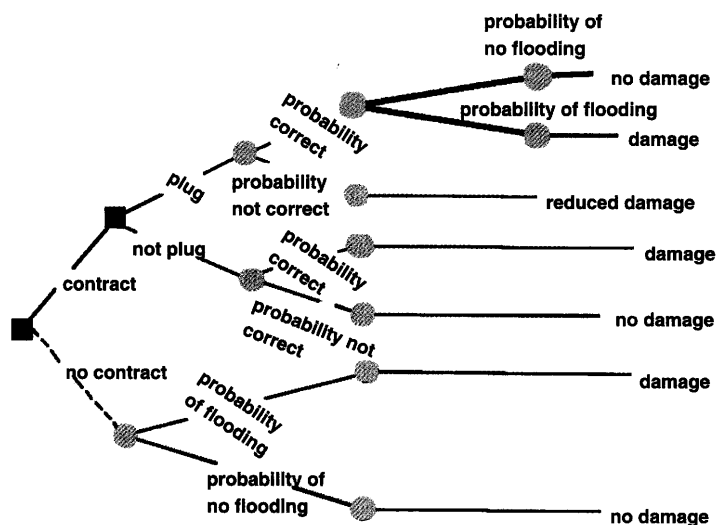 probability of
no flooding
no damage
probability of flooding
damage
probability
correct
plug
probability
not correct
reduced damage
not plug
probability
correct
damage
contract
probability not
correct
no damage
no contract
probability
of flooding
damage
probability of
no flooding
no damage